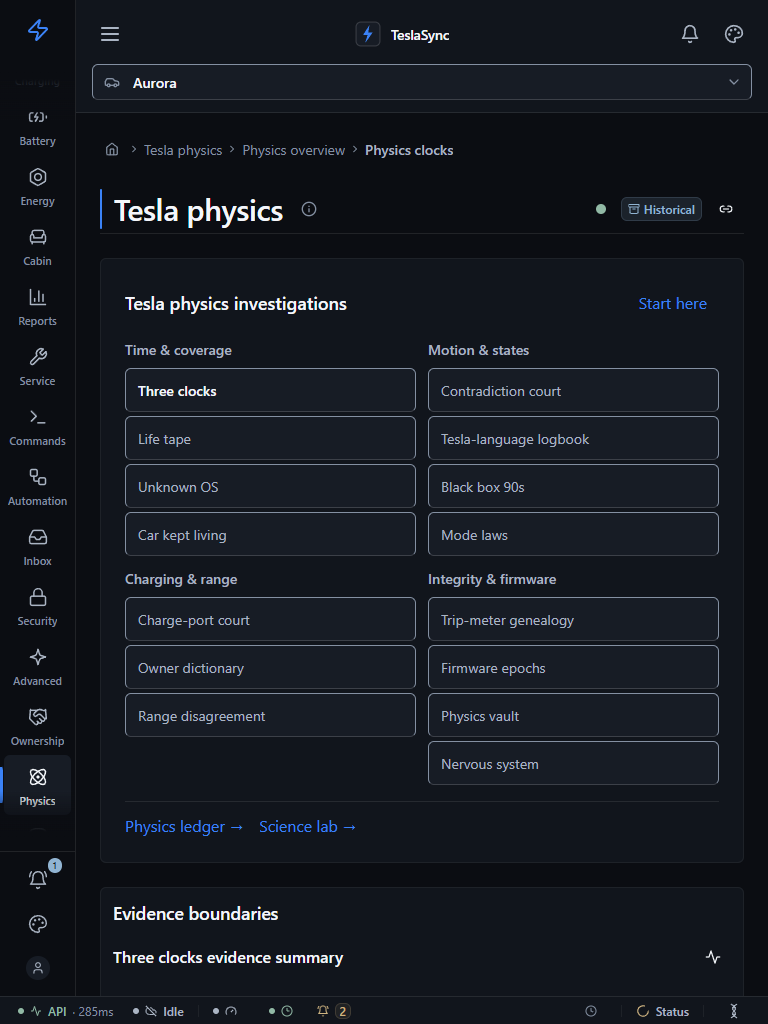 TeslaSync
Aurora
Battery
Energy
Cabin
Reports
Service
Commands
Automation
Inbox
Security
Advanced
Ownership
Physics
1
Tesla physics > Physics overview > Physics clocks
Tesla physics
Historical
Tesla physics investigations
Start here
Time & coverage
Three clocks
Life tape
Unknown OS
Car kept living
Motion & states
Contradiction court
Tesla-language logbook
Black box 90s
Mode laws
Charging & range
Charge-port court
Owner dictionary
Range disagreement
Integrity & firmware
Trip-meter genealogy
Firmware epochs
Physics vault
Nervous system
Physics ledger → Science lab →
Evidence boundaries
Three clocks evidence summary
API · 285ms Idle 2 Status